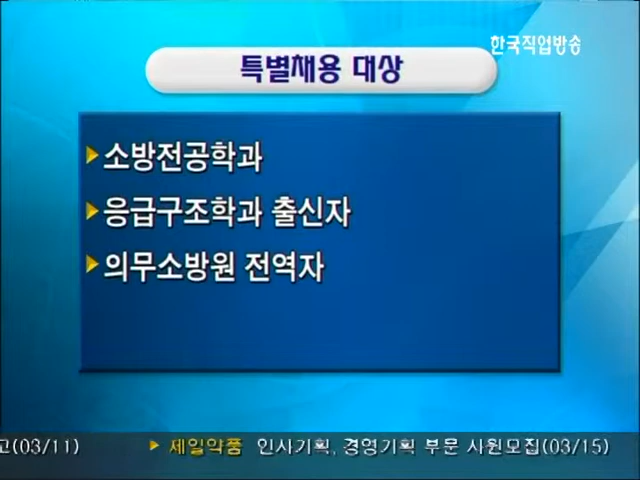 한국직업방송
특별채용 대상
소방전공학과
응급구조학과 출신자
의무소방원 전역자
고(03/11) 제일약품 인사기획, 경영기획 부문 사원모집(03/15)